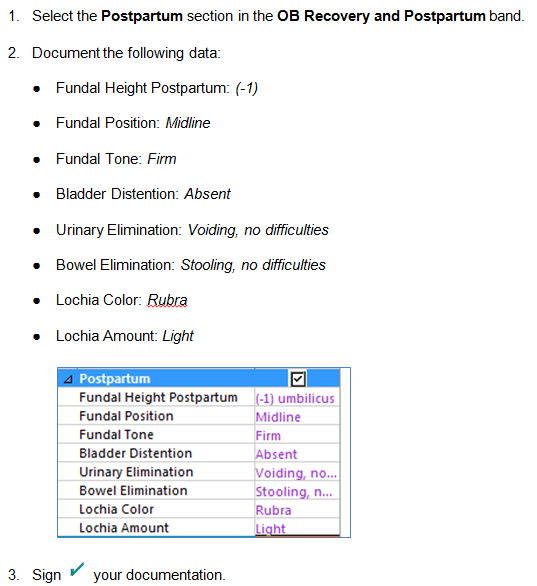 1. Select the Postpartum section in the OB Recovery and Postpartum band.
2. Document the following data:
• Fundal Height Postpartum: (-1)
• Fundal Position: Midline
• Fundal Tone: Firm
• Bladder Distention: Absent
• Urinary Elimination: Voiding, no difficulties
• Bowel Elimination: Stooling, no difficulties
• Lochia Color: Rubra
• Lochia Amount: Light
Postpartum
Fundal Height Postpartum (-1) umbilicus
Fundal Position Midline
Fundal Tone Firm
Bladder Distention Absent
Urinary Elimination Voiding, no...
Bowel Elimination Stooling, n...
Lochia Color Rubra
Lochia Amount Light
3. Sign ✔ your documentation.